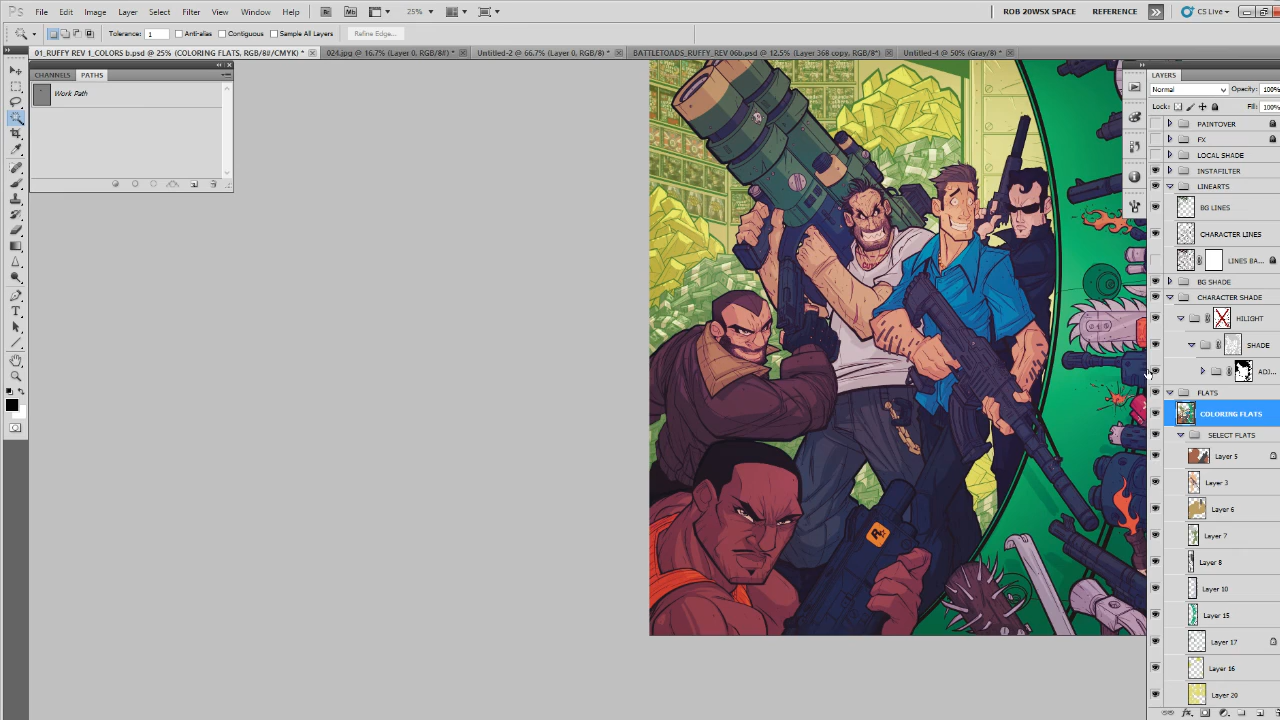 Ps File Edit Image Layer Select Filter View Window Help Br Mb 25% ROB 20WSX SPACE REFERENCE CS Live
Tolerance: 1 Anti-alias Contiguous Sample All Layers Refine Edge...
01_RUFFY REV 1_COLORS b.psd @ 25% (COLORING FLATS, RGB/8#/CMYK) * 024.jpg @ 16.7% (Layer 0, RGB/8#) * Untitled-2 @ 66.7% (Layer 0, RGB/8) * BATTLETOADS_RUFFY_REV 06b.psd @ 12.5% (Layer 368 copy, RGB/8*) Untitled-4 @ 50% (Gray/8*)
CHANNELS PATHS
Work Path
LAYERS
Normal Opacity: 100%
Lock: Fill: 100%
PAINTOVER
FX
LOCAL SHADE
INSTAFILTER
LINEARTS
BG LINES
CHARACTER LINES
LINES BA...
BG SHADE
CHARACTER SHADE
HILIGHT
SHADE
ADJ...
FLATS
COLORING FLATS
SELECT FLATS
Layer 5
Layer 3
Layer 6
Layer 7
Layer 8
Layer 10
Layer 15
Layer 17
Layer 16
Layer 20
R